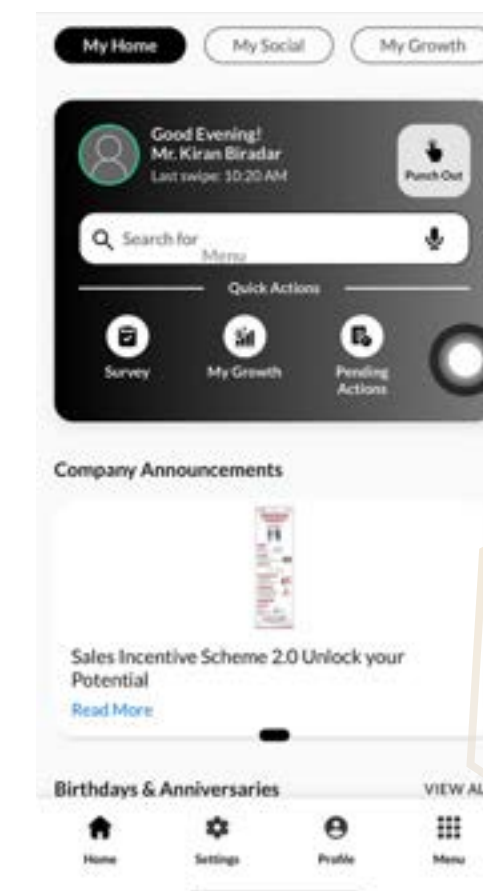 My Home My Social My Growth
Good Evening!
Mr. Kiran Biradar
Last swipe: 10:20 AM
Punch Out
Search for
Menu
Quick Actions
Survey My Growth Pending
Actions
Company Announcements
Sales Incentive Scheme 2.0 Unlock your
Potential
Read More
Birthdays & Anniversaries VIEW AL
Home Settings Profile Menu